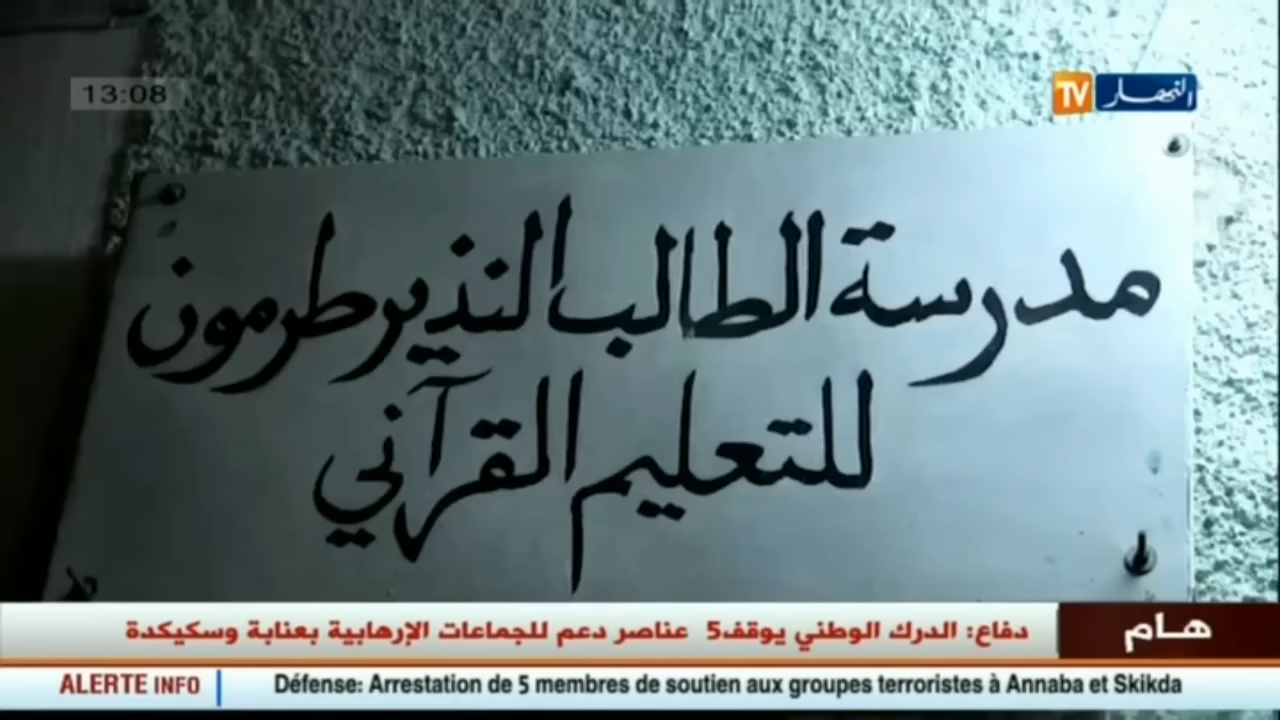 13:08
النهار TV
مدرسة الطالب النذير طرمون
للتعليم القرآني
هـام
دفاع: الدرك الوطني يوقف5 عناصر دعم للجماعات الإرهابية بعنابة وسكيكدة
ALERTE INFO
Défense: Arrestation de 5 membres de soutien aux groupes terroristes à Annaba et Skikda